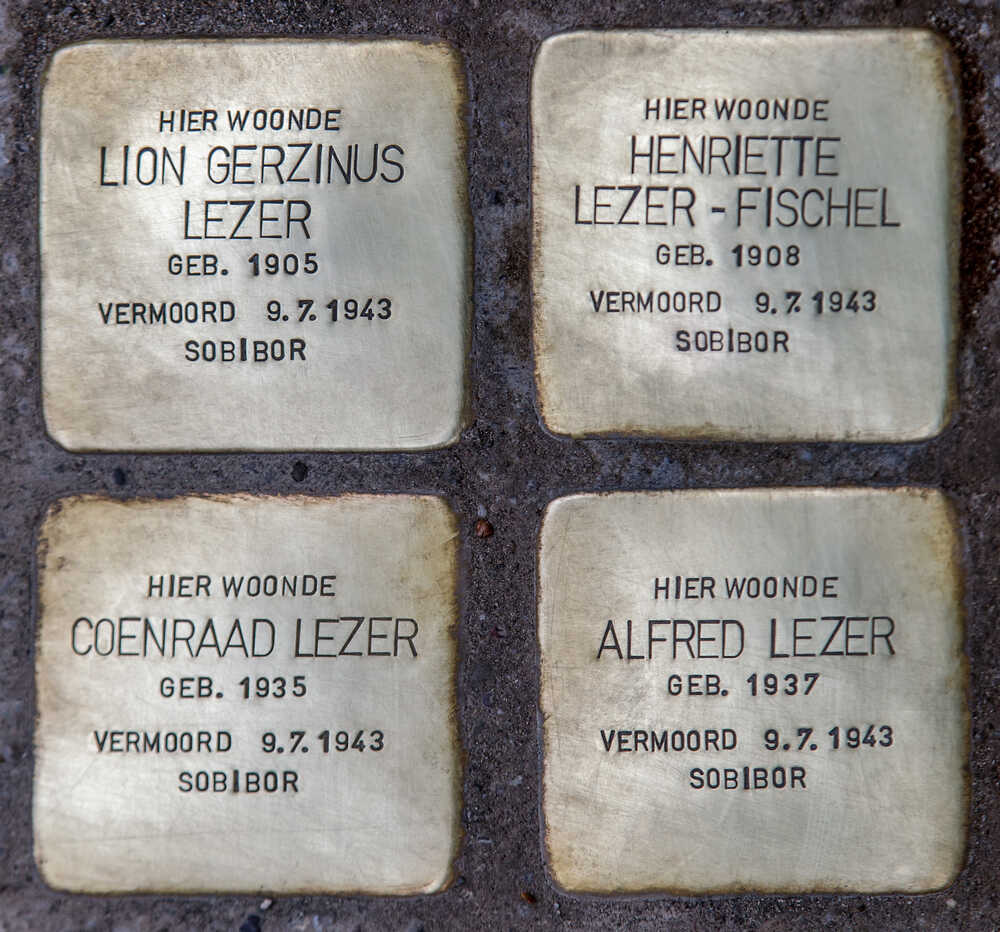 HIER WOONDE
LION GERZINUS
LEZER
GEB. 1905
VERMOORD 9.7.1943
SOBIBOR
HIER WOONDE
HENRIETTE
LEZER - FISCHEL
GEB. 1908
VERMOORD 9.7.1943
SOBIBOR
HIER WOONDE
COENRAAD LEZER
GEB. 1935
VERMOORD 9.7.1943
SOBIBOR
HIER WOONDE
ALFRED LEZER
GEB. 1937
VERMOORD 9.7.1943
SOBIBOR